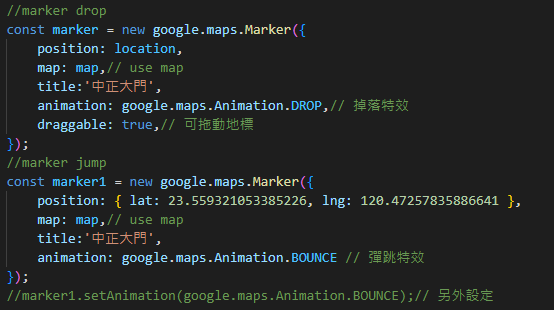 //marker drop
const marker = new google.maps.Marker({
    position: location,
    map: map,// use map
    title:'中正大門',
    animation: google.maps.Animation.DROP,// 掉落特效
    draggable: true,// 可拖動地標
});
//marker jump
const marker1 = new google.maps.Marker({
    position: { lat: 23.559321053385226, lng: 120.47257835886641 },
    map: map,// use map
    title:'中正大門',
    animation: google.maps.Animation.BOUNCE // 彈跳特效
});
//marker1.setAnimation(google.maps.Animation.BOUNCE);// 另外設定